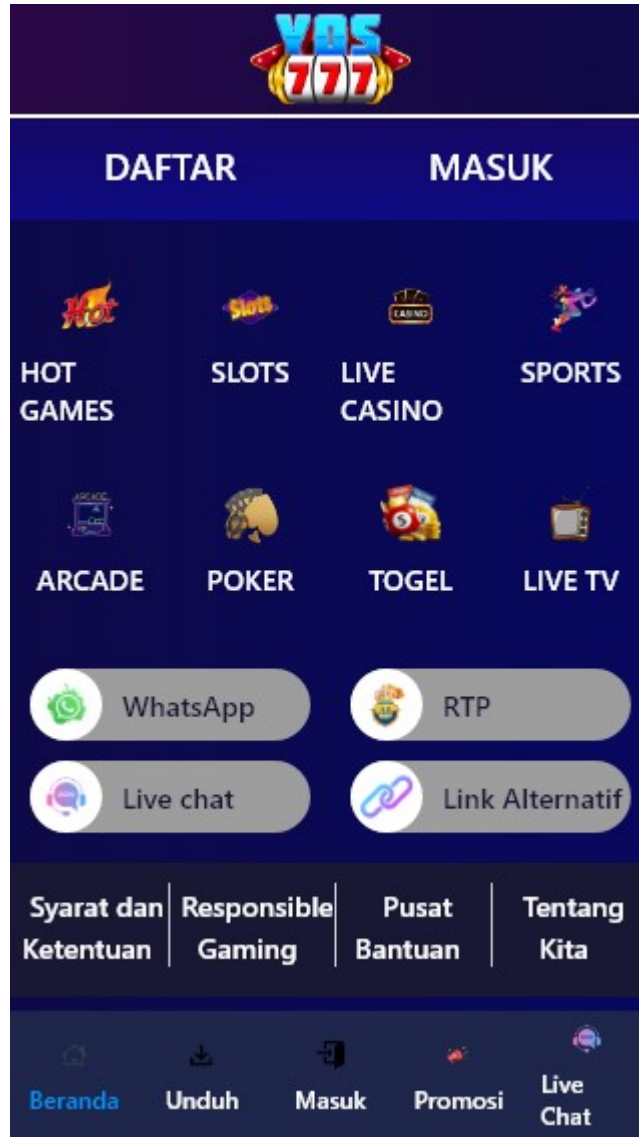 YOS
777
DAFTAR MASUK
Hot Slots CASINO
HOT SLOTS LIVE SPORTS
GAMES CASINO
ARCADE
ARCADE POKER TOGEL LIVE TV
WhatsApp RTP
Live chat Link Alternatif
Syarat dan Responsible Pusat Tentang
Ketentuan Gaming Bantuan Kita
Beranda Unduh Masuk Promosi Live
Chat